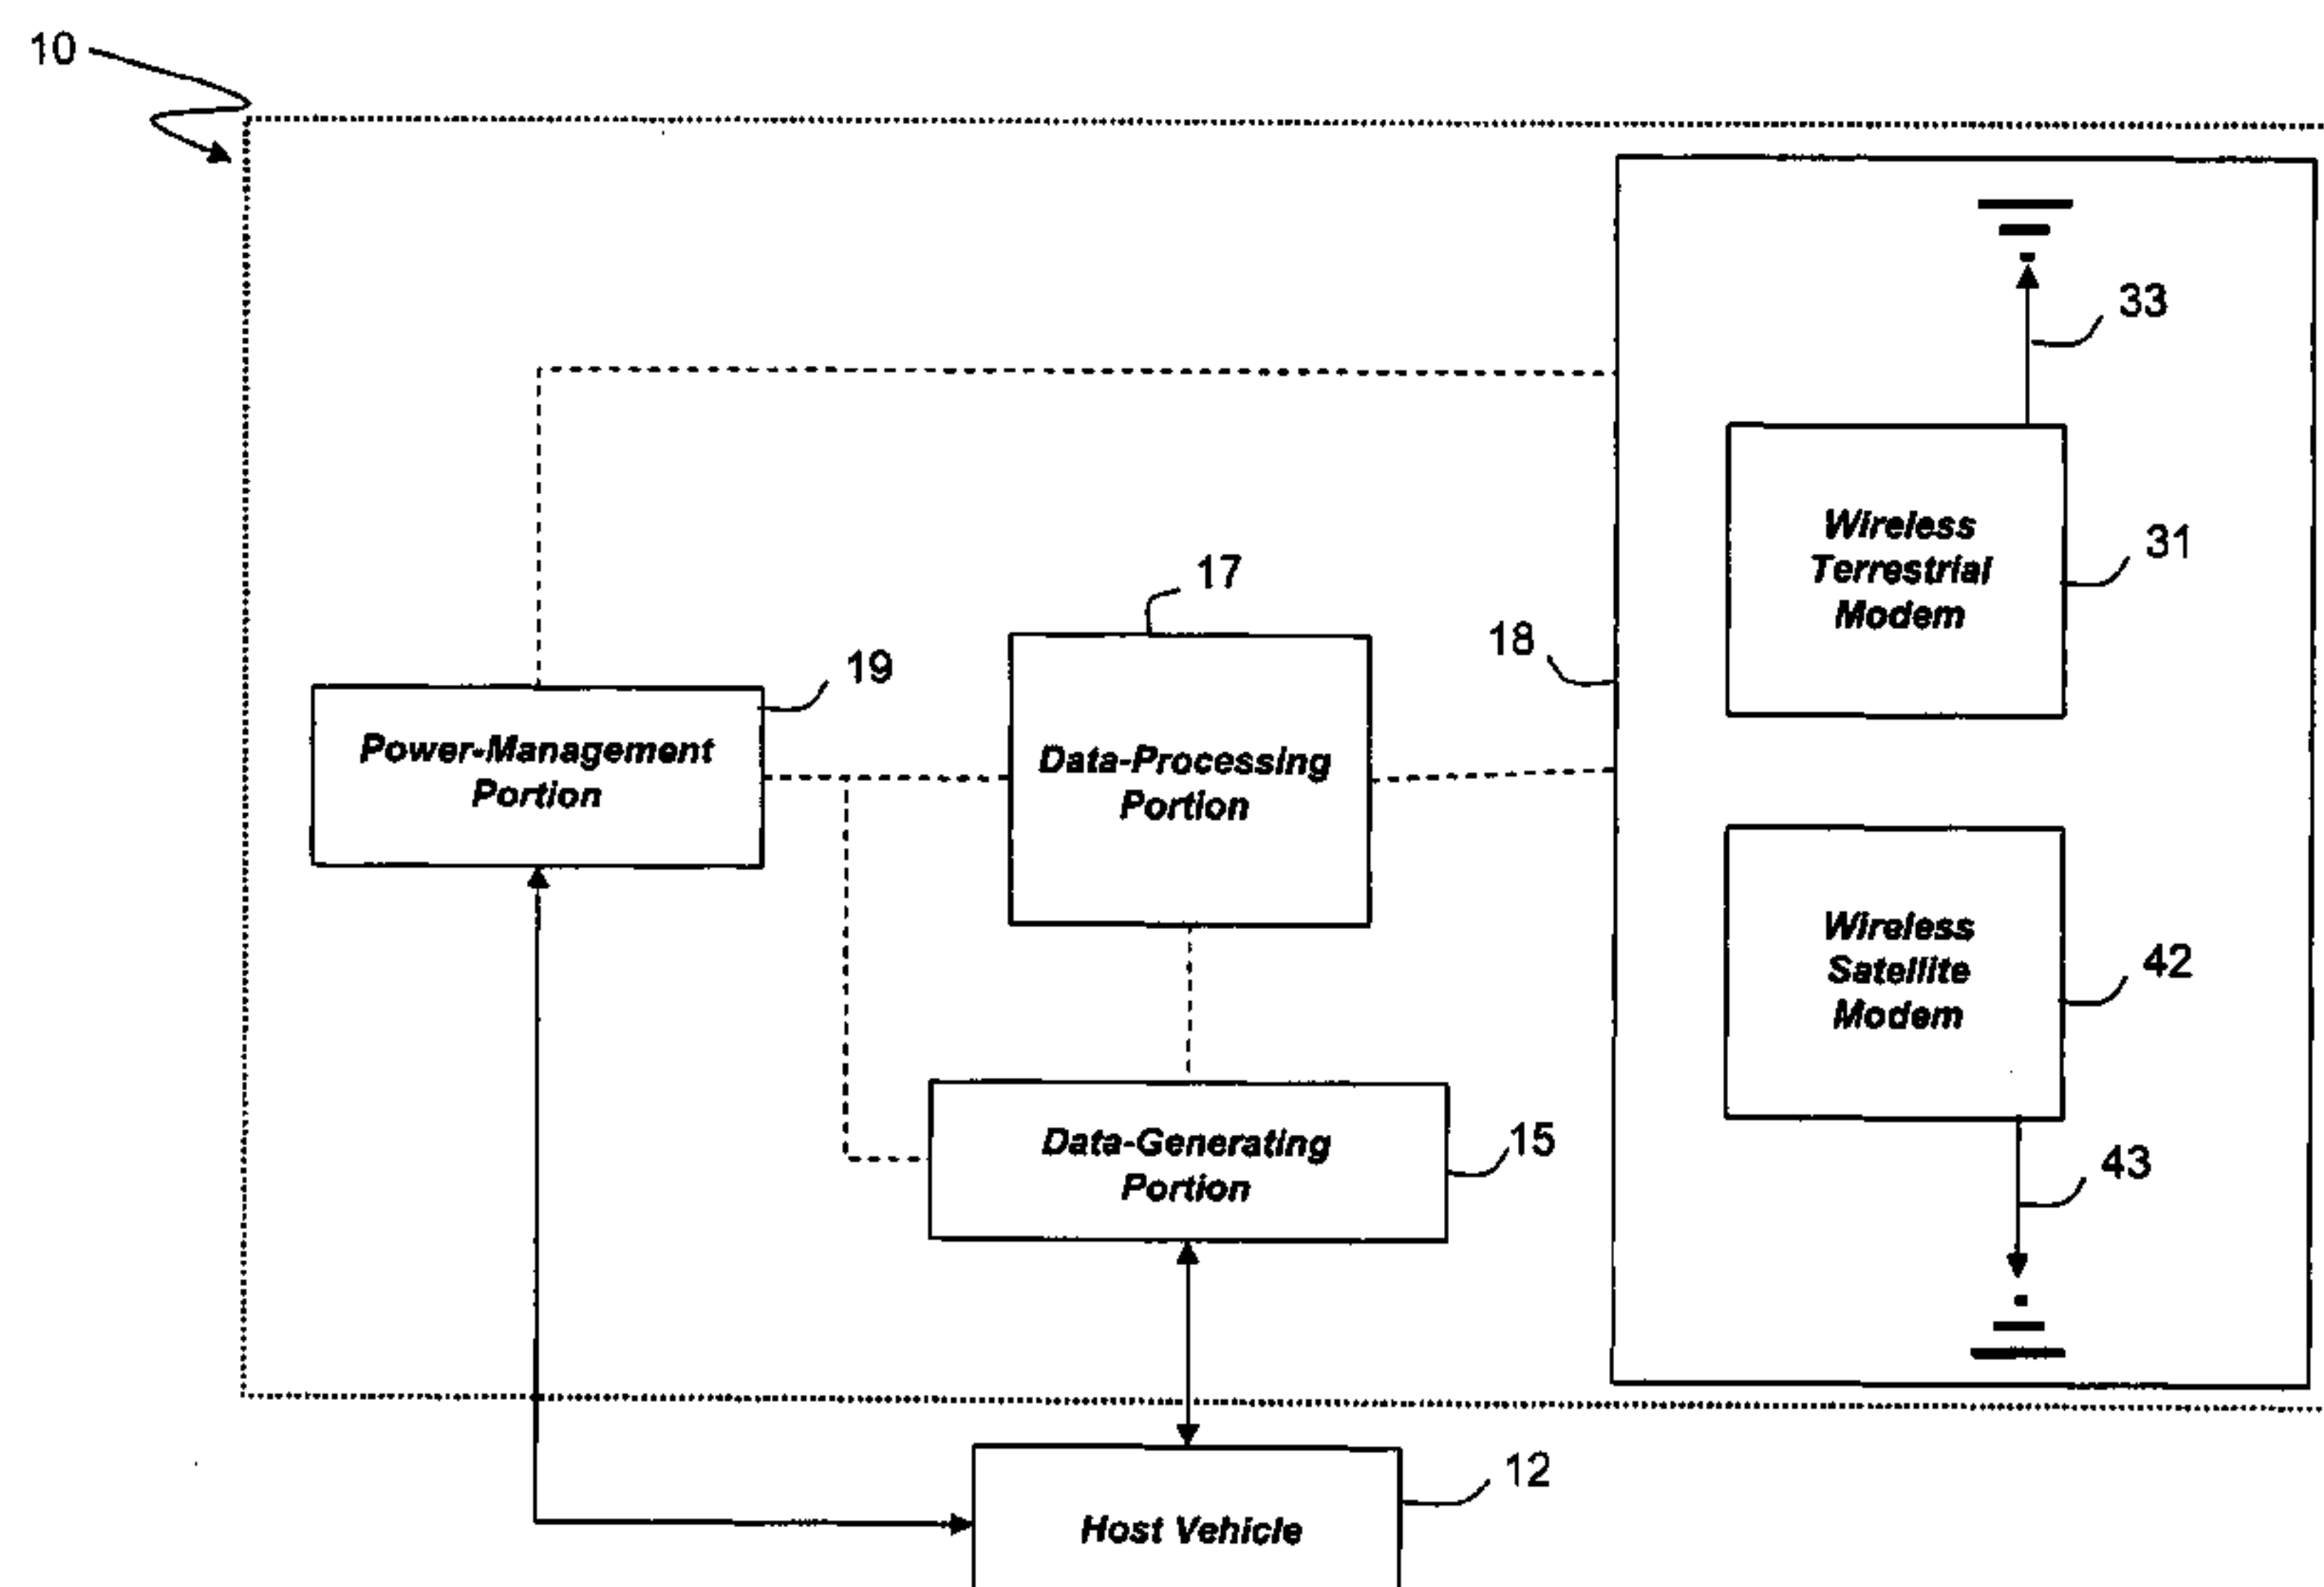 10
33
Wireless
Terrestrial
Modem
31
17
18
19
Power-Management
Portion
Data-Processing
Portion
Wireless
Satellite
Modem
42
Data-Generating
Portion
15
43
12
Host Vehicle